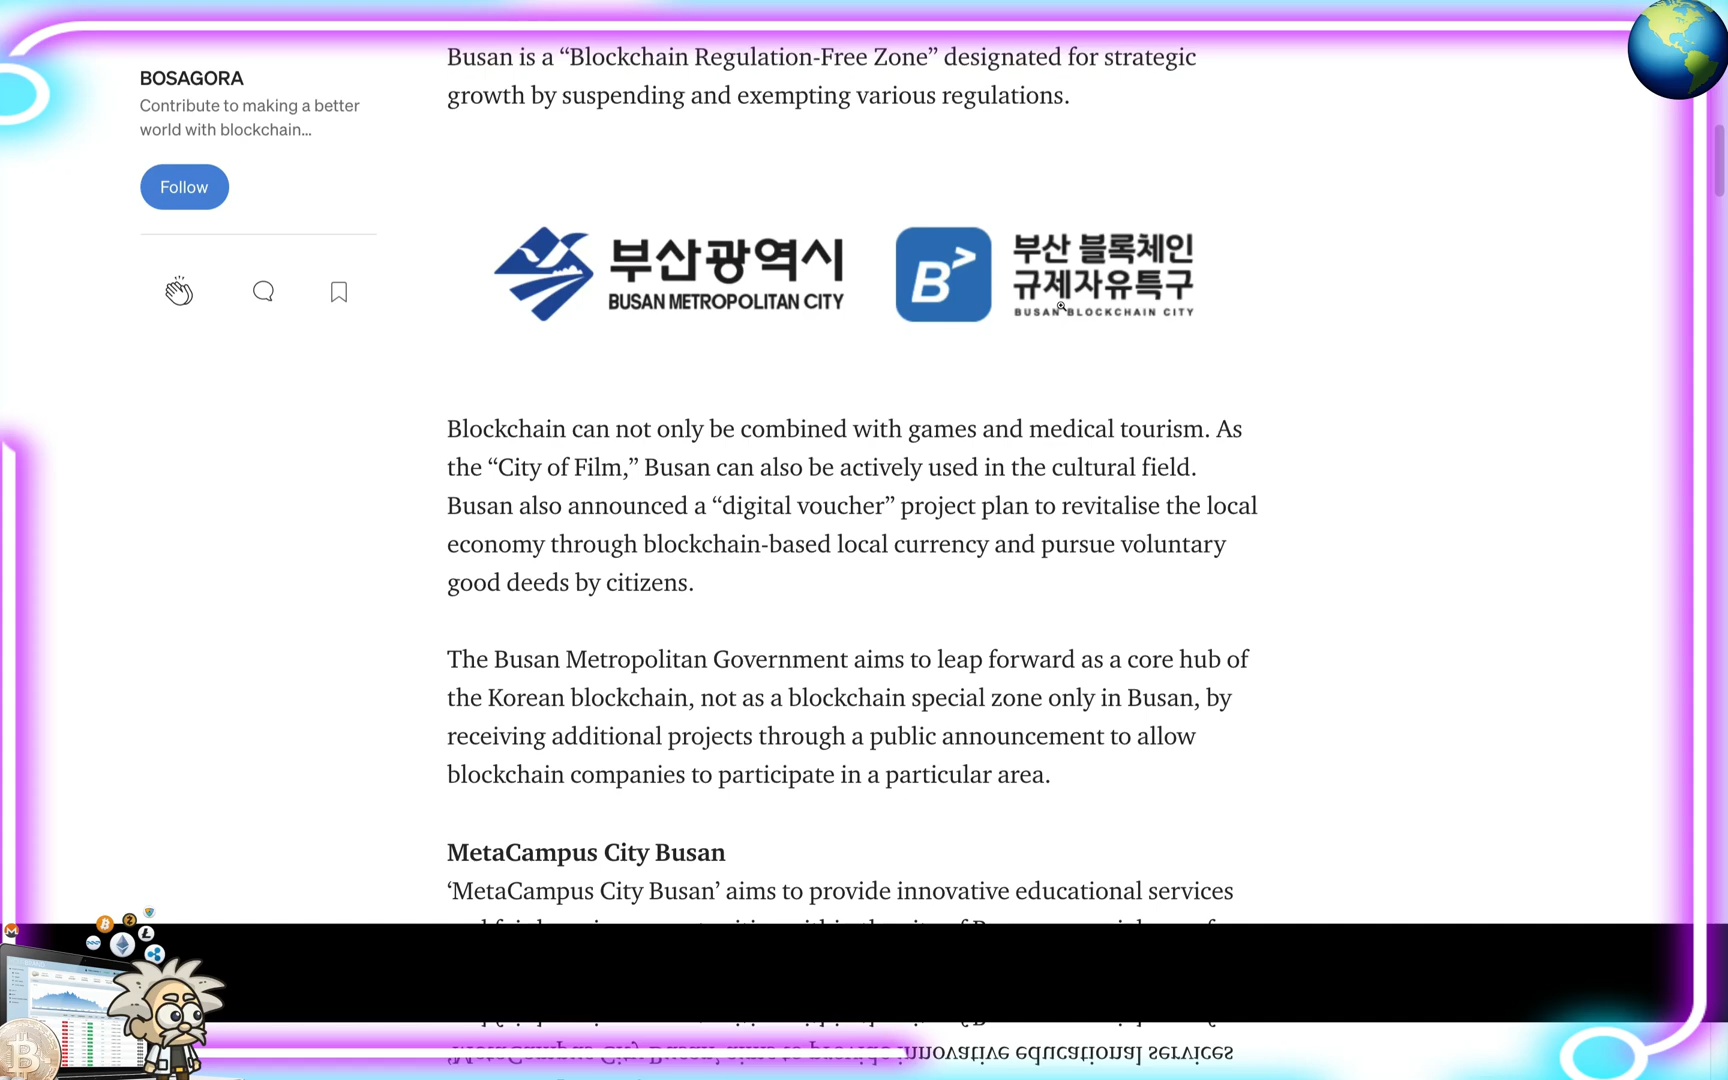 Busan is a “Blockchain Regulation-Free Zone” designated for strategic
growth by suspending and exempting various regulations.
BOSAGORA
Contribute to making a better
world with blockchain...
Follow
부산광역시
BUSAN METROPOLITAN CITY
B
부산 블록체인
규제자유특구
BUSAN BLOCKCHAIN CITY
Blockchain can not only be combined with games and medical tourism. As
the “City of Film,” Busan can also be actively used in the cultural field.
Busan also announced a “digital voucher” project plan to revitalise the local
economy through blockchain-based local currency and pursue voluntary
good deeds by citizens.
The Busan Metropolitan Government aims to leap forward as a core hub of
the Korean blockchain, not as a blockchain special zone only in Busan, by
receiving additional projects through a public announcement to allow
blockchain companies to participate in a particular area.
MetaCampus City Busan
‘MetaCampus City Busan’ aims to provide innovative educational services